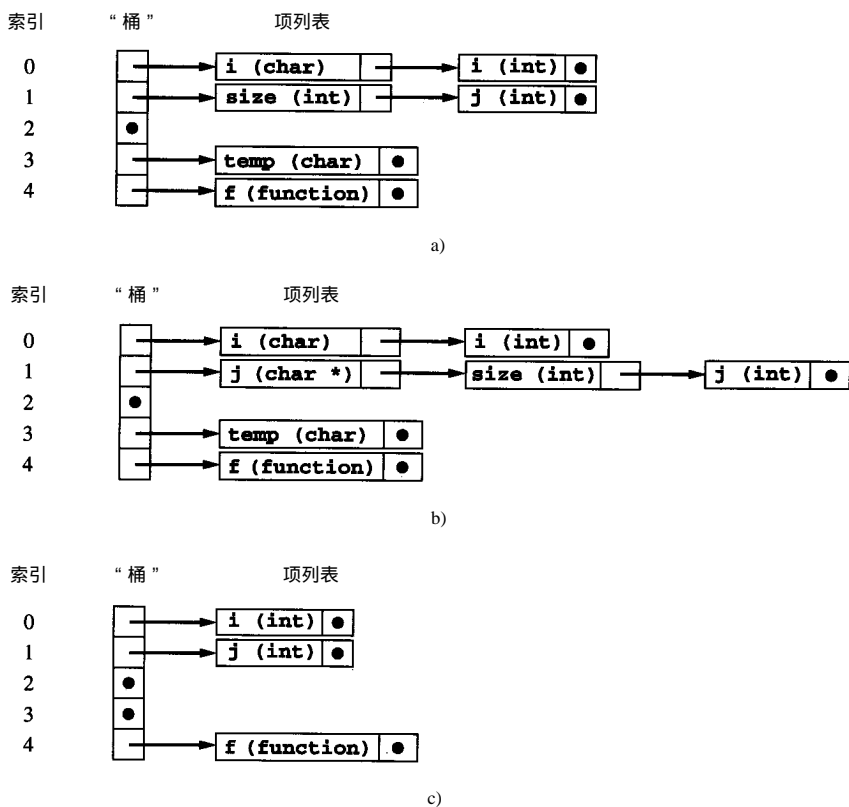 索引 “桶” 项列表
0 i (char) i (int)
1 size (int) j (int)
2
3 temp (char)
4 f (function)
a)
索引 “桶” 项列表
0 i (char) i (int)
1 j (char *) size (int) j (int)
2
3 temp (char)
4 f (function)
b)
索引 “桶” 项列表
0 i (int)
1 j (int)
2
3
4 f (function)
c)